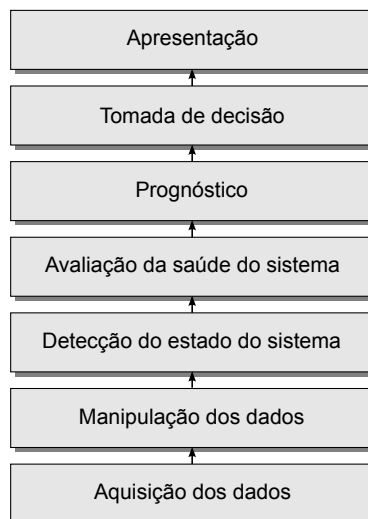 Apresentação
Tomada de decisão
Prognóstico
Avaliação da saúde do sistema
Detecção do estado do sistema
Manipulação dos dados
Aquisição dos dados